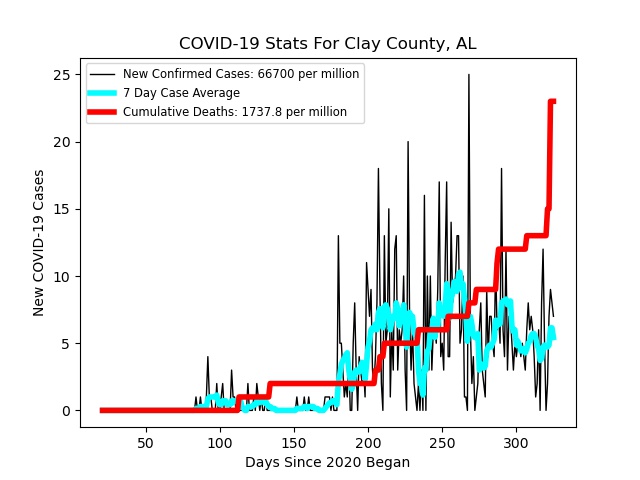 COVID-19 Stats For Clay County, AL
New Confirmed Cases: 66700 per million
7 Day Case Average
Cumulative Deaths: 1737.8 per million
New COVID-19 Cases
25
20
15
10
5
0
50 100 150 200 250 300
Days Since 2020 Began